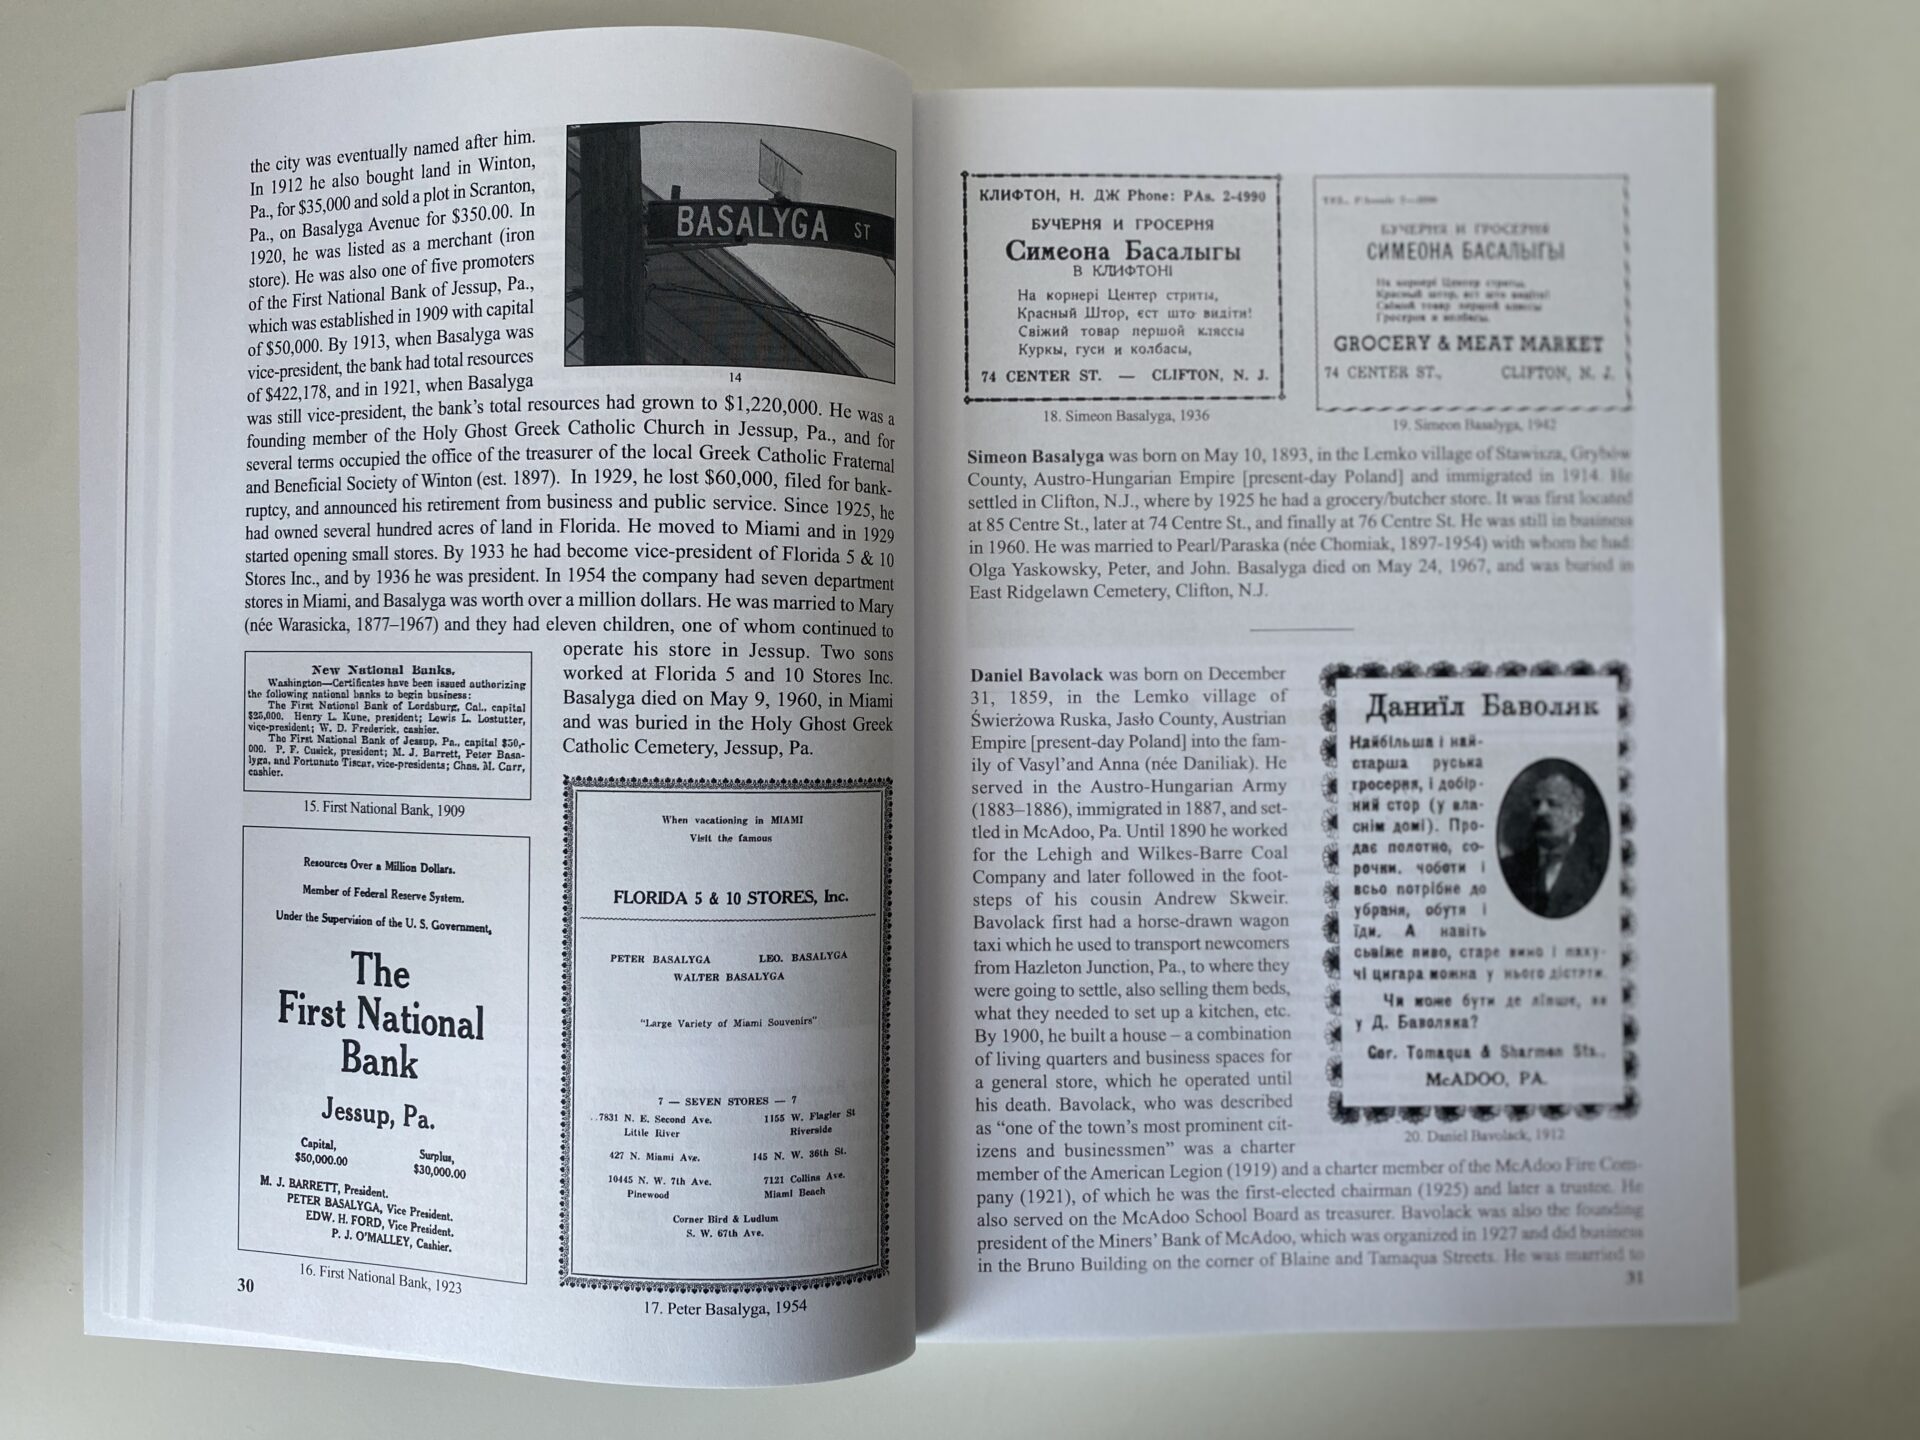 the city was eventually named after him.
In 1912 he also bought land in Winton,
Pa., for $35,000 and sold a plot in Scranton,
Pa., on Basalyga Avenue for $350.00. In
1920, he was listed as a merchant (iron
store). He was also one of five promoters
of the First National Bank of Jessup, Pa.,
which was established in 1909 with capital
of $50,000. By 1913, when Basalyga was
vice-president, the bank had total resources
of $422,178, and in 1921, when Basalyga
BASALYGA ST
14
was still vice-president, the bank's total resources had grown to $1,220,000. He was a
founding member of the Holy Ghost Greek Catholic Church in Jessup, Pa., and for
several terms occupied the office of the treasurer of the local Greek Catholic Fraternal
and Beneficial Society of Winton (est. 1897). In 1929, he lost $60,000, filed for bank-
ruptcy, and announced his retirement from business and public service. Since 1925, he
had owned several hundred acres of land in Florida. He moved to Miami and in 1929
started opening small stores. By 1933 he had become vice-president of Florida 5 & 10
Stores Inc., and by 1936 he was president. In 1954 the company had seven department
stores in Miami, and Basalyga was worth over a million dollars. He was married to Mary
(née Warasicka, 1877–1967) and they had eleven children, one of whom continued to
operate his store in Jessup. Two sons
worked at Florida 5 and 10 Stores Inc.
Basalyga died on May 9, 1960, in Miami
and was buried in the Holy Ghost Greek
Catholic Cemetery, Jessup, Pa.
New National Banks.
Washington—Certificates have been issued authorizing
the following national banks to begin business:
The First National Bank of Lordsburg, Cal., capital
$25,000. Henry L. Kune, president; Lewis L. Lostutter,
vice-president; W. D. Frederick, cashier.
The First National Bank of Jessup, Pa., capital $50,-
000. P. F. Cusick, president; M. J. Barrett, Peter Basa-
lyga, and Fortunato Tiscar, vice-presidents; Chas. M. Carr,
cashier.
15. First National Bank, 1909
Resources Over a Million Dollars.
Member of Federal Reserve System.
Under the Supervision of the U. S. Government,
The
First National
Bank
Jessup, Pa.
Capital,
$50,000.00
Surplus,
$30,000.00
M. J. BARRETT, President.
PETER BASALYGA, Vice President.
EDW. H. FORD, Vice President.
P. J. O'MALLEY, Cashier.
16. First National Bank, 1923
30
When vacationing in MIAMI
Visit the famous
FLORIDA 5 & 10 STORES, Inc.
PETER BASALYGA LEO. BASALYGA
WALTER BASALYGA
"Large Variety of Miami Souvenirs"
7 — SEVEN STORES — 7
7831 N. E. Second Ave. 1155 W. Flagler St
Little River Riverside
427 N. Miami Ave. 145 N. W. 36th St.
10445 N. W. 7th Ave. 7121 Collins Ave.
Pinewood Miami Beach
Corner Bird & Ludlum
S. W. 67th Ave.
17. Peter Basalyga, 1954
КЛИФТОН, Н. ДЖ Phone: PAs. 2-4990
БУЧЕРНЯ И ГРОСЕРНЯ
Симеона Басалыгы
В КЛИФТОНІ
На корнері Центер стриты,
Красный Штор, єст што видіти!
Свіжий товар першой кляссы
Куркы, гуси и колбасы,
74 CENTER ST. — CLIFTON, N. J.
18. Simeon Basalyga, 1936
БУЧЕРНЯ И ГРОСЕРНЯ
СИМЕОНА БАСАЛЫГЫ
На корнері Центер стриты,
Красный штор, єст што видіти!
Свіжий товар першой кляссы
GROCERY & MEAT MARKET
74 CENTER ST., CLIFTON, N. J.
19. Simeon Basalyga, 1942
Simeon Basalyga was born on May 10, 1893, in the Lemko village of Stawisza, Grybów
County, Austro-Hungarian Empire [present-day Poland] and immigrated in 1914. He
settled in Clifton, N.J., where by 1925 he had a grocery/butcher store. It was first located
at 85 Centre St., later at 74 Centre St., and finally at 76 Centre St. He was still in business
in 1960. He was married to Pearl/Paraska (née Chomiak, 1897-1954) with whom he had:
Olga Yaskowsky, Peter, and John. Basalyga died on May 24, 1967, and was buried in
East Ridgelawn Cemetery, Clifton, N.J.
Daniel Bavolack was born on December
31, 1859, in the Lemko village of
Świerżowa Ruska, Jasło County, Austrian
Empire [present-day Poland] into the fam-
ily of Vasyl'and Anna (née Daniliak). He
served in the Austro-Hungarian Army
(1883–1886), immigrated in 1887, and set-
tled in McAdoo, Pa. Until 1890 he worked
for the Lehigh and Wilkes-Barre Coal
Company and later followed in the foot-
steps of his cousin Andrew Skweir.
Bavolack first had a horse-drawn wagon
taxi which he used to transport newcomers
from Hazleton Junction, Pa., to where they
were going to settle, also selling them beds,
what they needed to set up a kitchen, etc.
By 1900, he built a house – a combination
of living quarters and business spaces for
a general store, which he operated until
his death. Bavolack, who was described
as "one of the town's most prominent cit-
izens and businessmen" was a charter
member of the American Legion (1919) and a charter member of the McAdoo Fire Com-
pany (1921), of which he was the first-elected chairman (1925) and later a trustee. He
also served on the McAdoo School Board as treasurer. Bavolack was also the founding
president of the Miners' Bank of McAdoo, which was organized in 1927 and did business
in the Bruno Building on the corner of Blaine and Tamaqua Streets. He was married to
Даниїл Баволяк
Найбільша і най-
старша руська
гросерня, і добір-
ний стор (у вла-
снім домі). Про-
дає полотно, со-
рочки, чоботи і
всьо потрібне до
убраня, обутя і
їди. А навіть
сьвіже пиво, старе вино і паху-
чі цигара можна у нього дістати.
Чи може бути де ліпше, як
у Д. Баволяка?
Cor. Tamaqua & Sharman Sts.,
McADOO, PA.
20. Daniel Bavolack, 1912
31